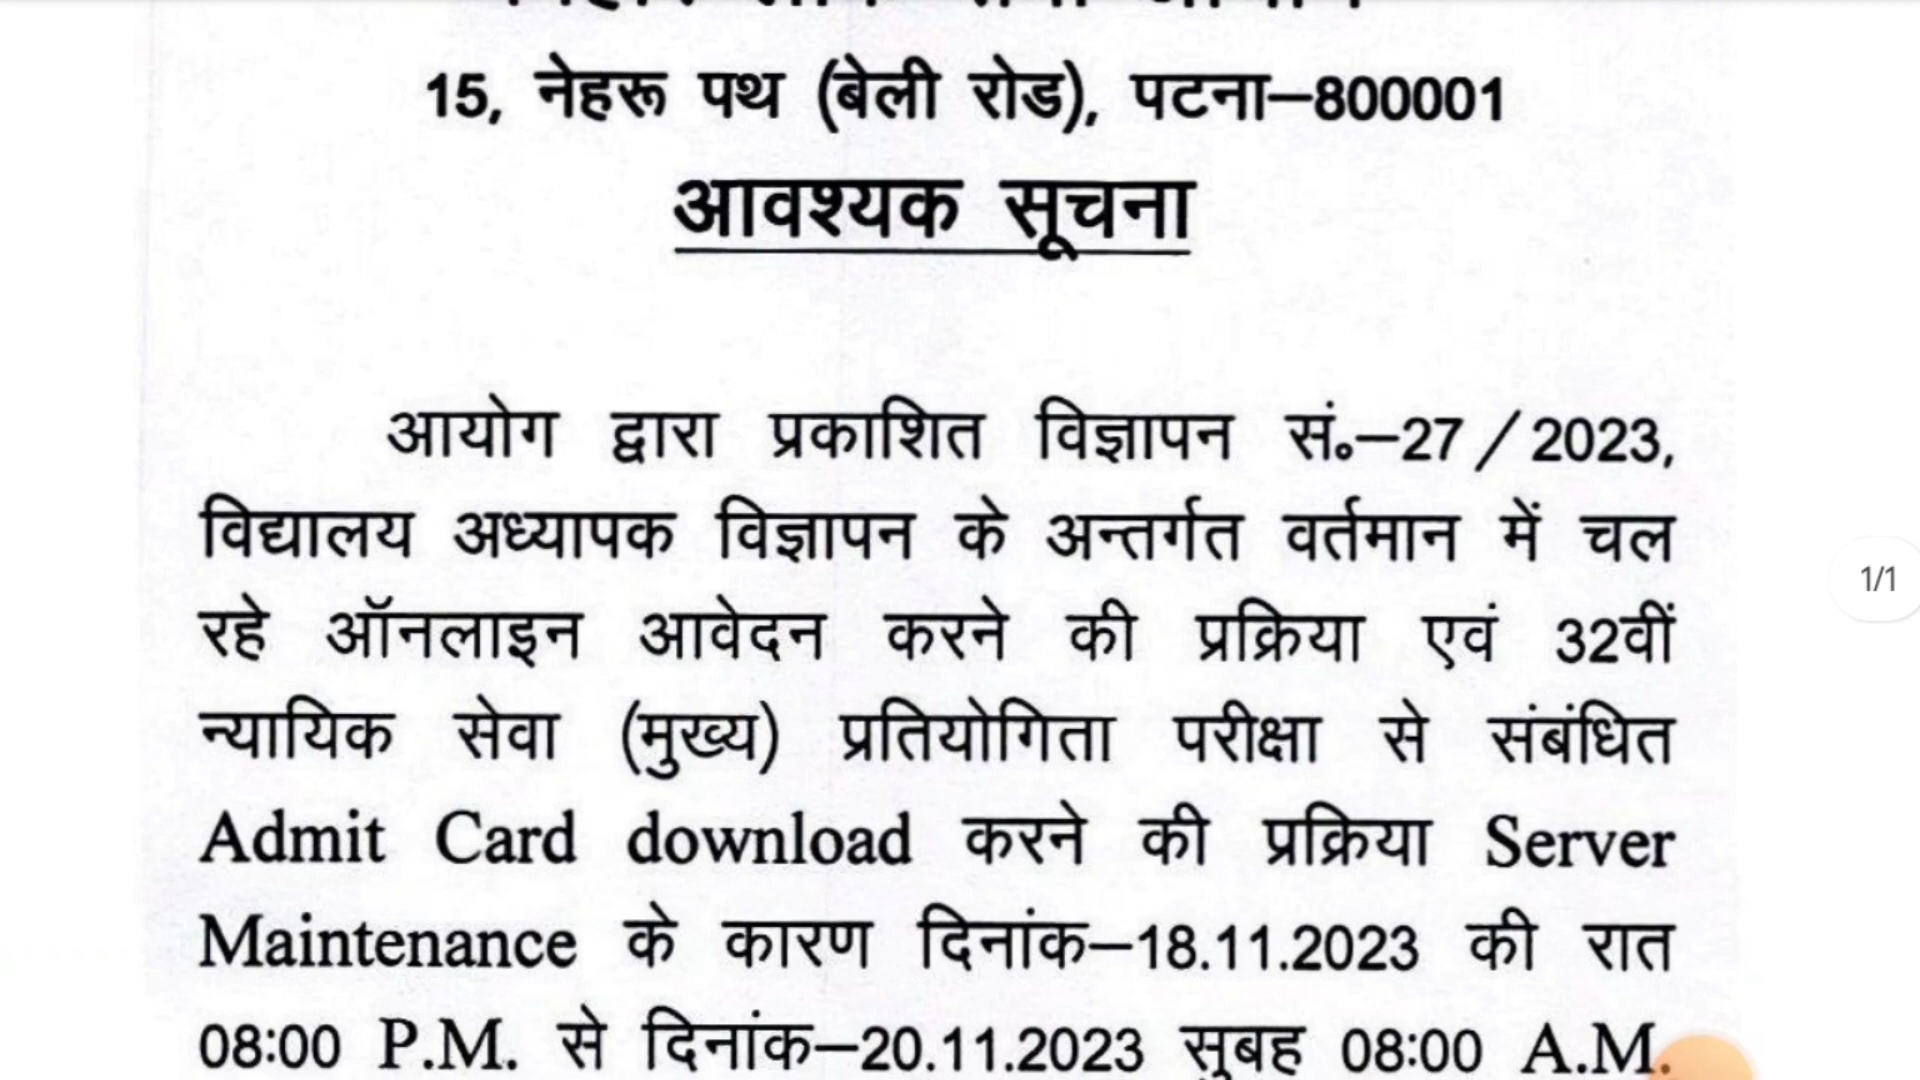 15, नेहरू पथ (बेली रोड), पटना–800001
आवश्यक सूचना
आयोग द्वारा प्रकाशित विज्ञापन सं०–27/2023,
विद्यालय अध्यापक विज्ञापन के अन्तर्गत वर्तमान में चल
रहे ऑनलाइन आवेदन करने की प्रक्रिया एवं 32वीं
न्यायिक सेवा (मुख्य) प्रतियोगिता परीक्षा से संबंधित
Admit Card download करने की प्रक्रिया Server
Maintenance के कारण दिनांक–18.11.2023 की रात
08:00 P.M. से दिनांक–20.11.2023 सुबह 08:00 A.M.
1/1